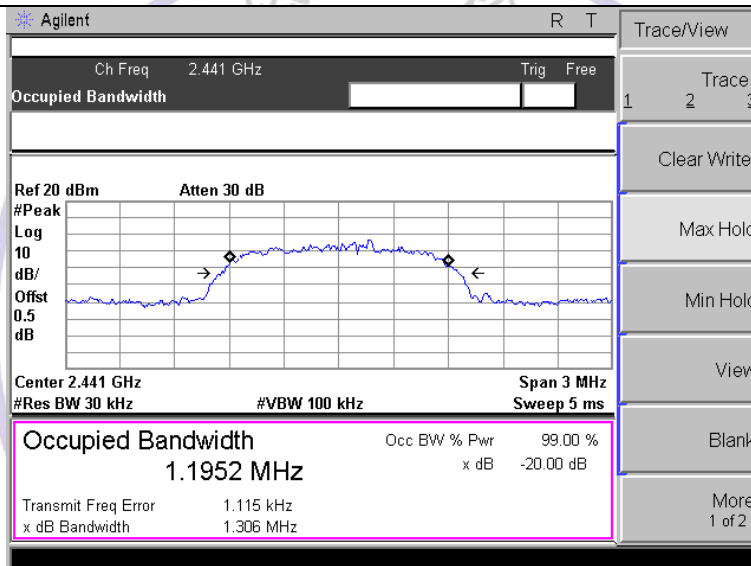 Agilent R T
Trace/View
Ch Freq 2.441 GHz Trig Free
Occupied Bandwidth
Trace
1 2 3
Clear Write
Max Hold
Min Hold
View
Blank
More
1 of 2
Ref 20 dBm Atten 30 dB
#Peak
Log
10
dB/
Offst
0.5
dB
Center 2.441 GHz Span 3 MHz
#Res BW 30 kHz #VBW 100 kHz Sweep 5 ms
Occupied Bandwidth Occ BW % Pwr 99.00 %
1.1952 MHz x dB -20.00 dB
Transmit Freq Error 1.115 kHz
x dB Bandwidth 1.306 MHz